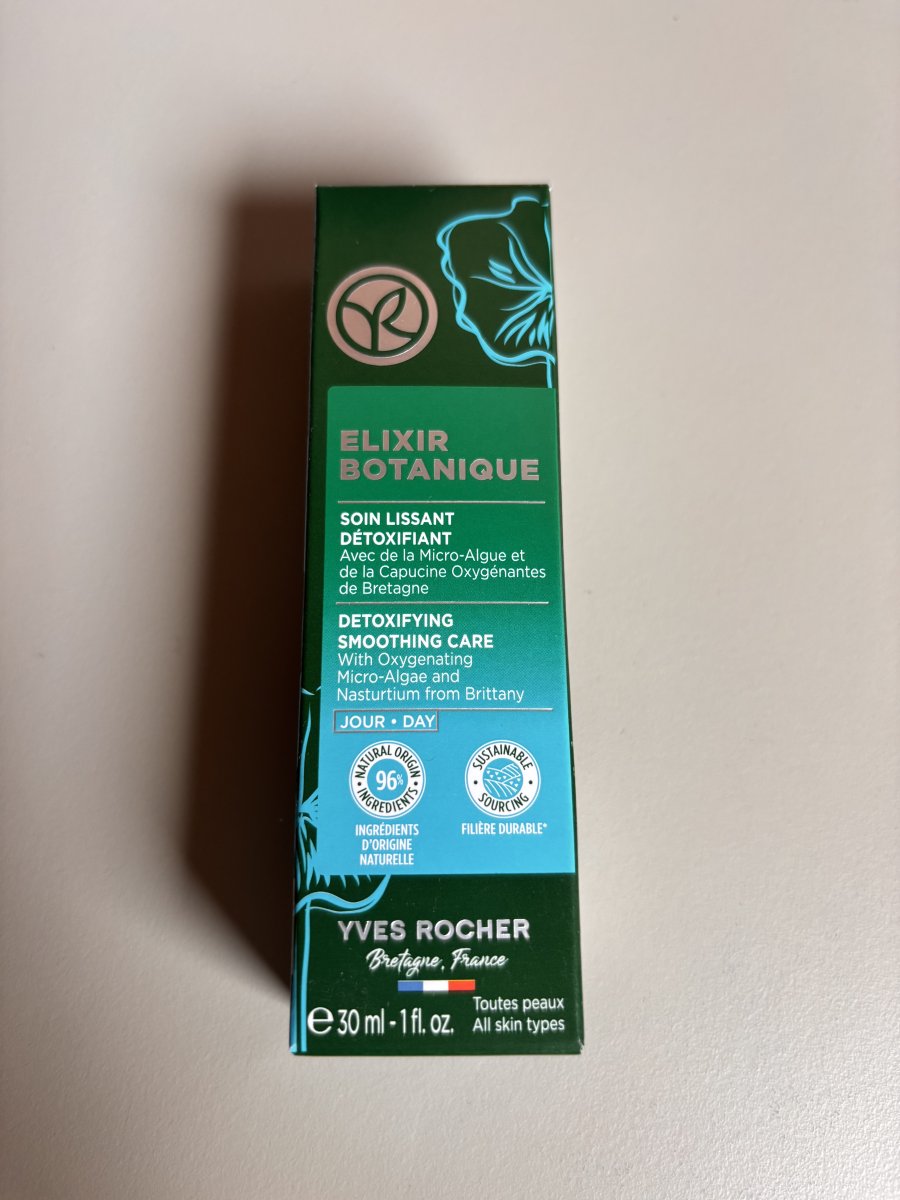 YR
ELIXIR
BOTANIQUE
SOIN LISSANT
DÉTOXIFIANT
Avec de la Micro-Algue et
de la Capucine Oxygénantes
de Bretagne
DETOXIFYING
SMOOTHING CARE
With Oxygenating
Micro-Algae and
Nasturtium from Brittany
JOUR • DAY
NATURAL ORIGIN
96%
INGREDIENTS
INGRÉDIENTS
D'ORIGINE
NATURELLE
SUSTAINABLE
SOURCING
FILIÈRE DURABLE*
YVES ROCHER
Bretagne, France
℮ 30 ml - 1 fl. oz.
Toutes peaux
All skin types